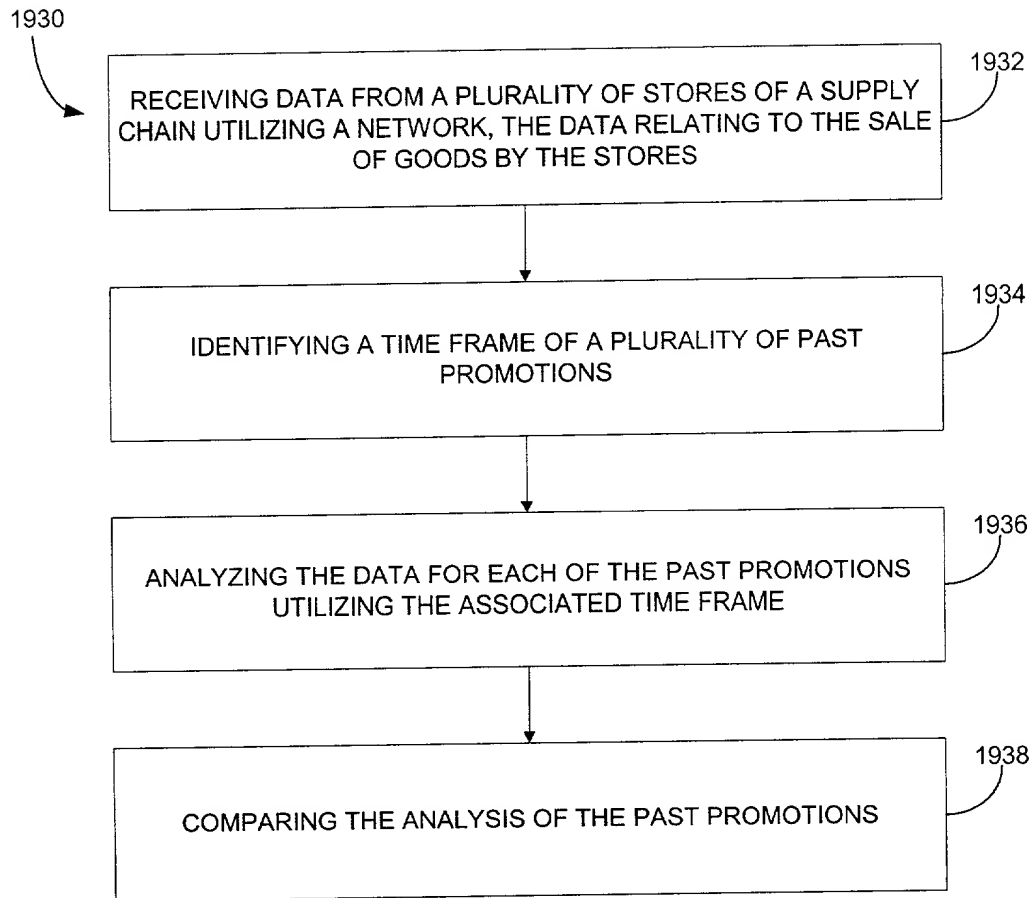 1930
1932
RECEIVING DATA FROM A PLURALITY OF STORES OF A SUPPLY
CHAIN UTILIZING A NETWORK, THE DATA RELATING TO THE SALE
OF GOODS BY THE STORES
1934
IDENTIFYING A TIME FRAME OF A PLURALITY OF PAST
PROMOTIONS
1936
ANALYZING THE DATA FOR EACH OF THE PAST PROMOTIONS
UTILIZING THE ASSOCIATED TIME FRAME
1938
COMPARING THE ANALYSIS OF THE PAST PROMOTIONS